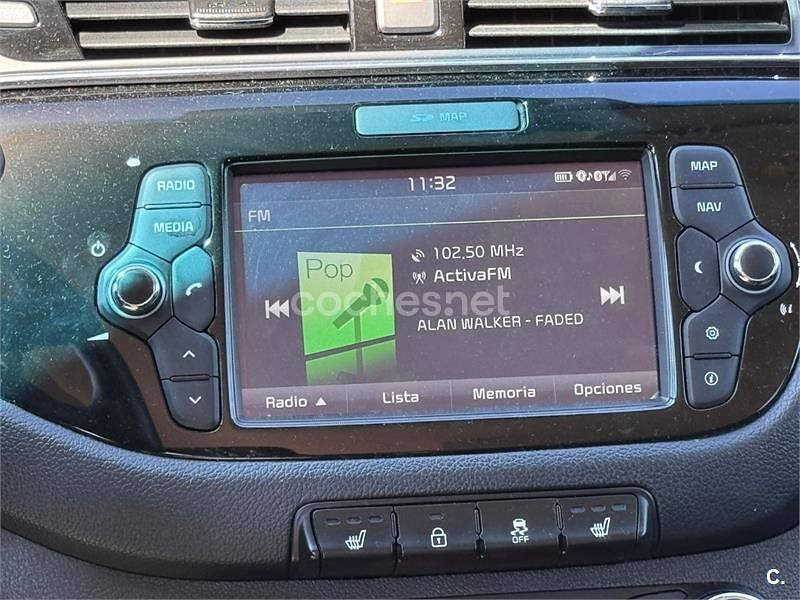 SD MAP
RADIO
MEDIA
11:32
FM
Pop
102.50 MHz
ActivaFM
ALAN WALKER - FADED
Radio ▲
Lista
Memoria
Opciones
MAP
NAV
coches.net
OFF
C.